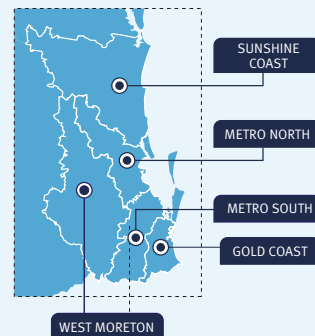 SUNSHINE
COAST
METRO NORTH
METRO SOUTH
GOLD COAST
WEST MORETON